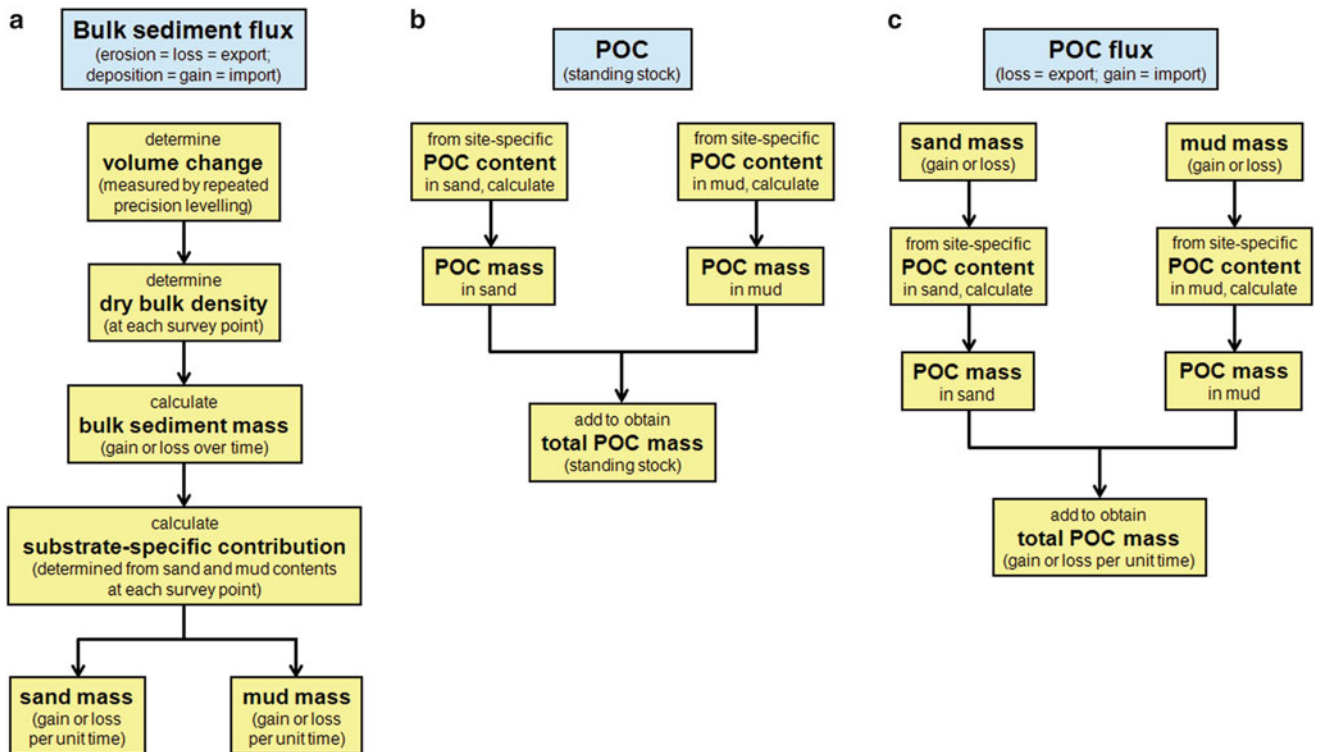 a
Bulk sediment flux
(erosion = loss = export;
deposition = gain = import)
determine
volume change
(measured by repeated
precision levelling)
determine
dry bulk density
(at each survey point)
calculate
bulk sediment mass
(gain or loss over time)
calculate
substrate-specific contribution
(determined from sand and mud contents
at each survey point)
sand mass
(gain or loss
per unit time)
mud mass
(gain or loss
per unit time)
b
POC
(standing stock)
from site-specific
POC content
in sand, calculate
from site-specific
POC content
in mud, calculate
POC mass
in sand
POC mass
in mud
add to obtain
total POC mass
(standing stock)
c
POC flux
(loss = export; gain = import)
sand mass
(gain or loss)
mud mass
(gain or loss)
from site-specific
POC content
in sand, calculate
from site-specific
POC content
in mud, calculate
POC mass
in sand
POC mass
in mud
add to obtain
total POC mass
(gain or loss per unit time)